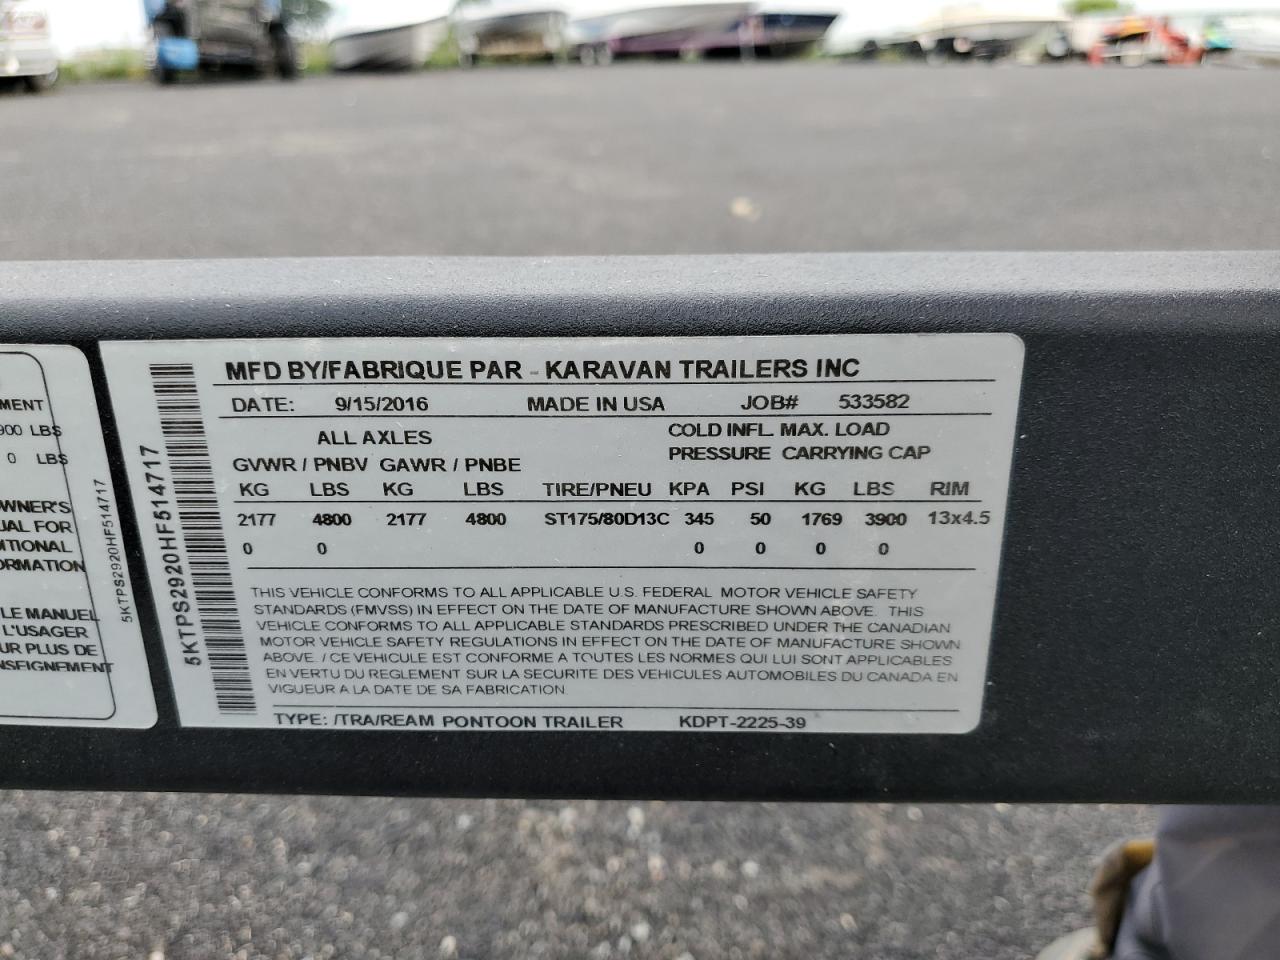 MENT
900 LBS
0 LBS
WNER'S
UAL FOR
ITIONAL
ORMATION
LE MANUEL
L'USAGER
UR PLUS DE
NSEIGNEMENT
5KTPS2920HF514717
5KTPS2920HF514717
MFD BY/FABRIQUE PAR - KARAVAN TRAILERS INC
DATE: 9/15/2016 MADE IN USA JOB# 533582
ALL AXLES COLD INFL. MAX. LOAD
GVWR / PNBV GAWR / PNBE PRESSURE CARRYING CAP
KG LBS KG LBS TIRE/PNEU KPA PSI KG LBS RIM
2177 4800 2177 4800 ST175/80D13C 345 50 1769 3900 13x4.5
0 0 0 0 0 0
THIS VEHICLE CONFORMS TO ALL APPLICABLE U.S. FEDERAL MOTOR VEHICLE SAFETY
STANDARDS (FMVSS) IN EFFECT ON THE DATE OF MANUFACTURE SHOWN ABOVE. THIS
VEHICLE CONFORMS TO ALL APPLICABLE STANDARDS PRESCRIBED UNDER THE CANADIAN
MOTOR VEHICLE SAFETY REGULATIONS IN EFFECT ON THE DATE OF MANUFACTURE SHOWN
ABOVE. / CE VEHICULE EST CONFORME A TOUTES LES NORMES QUI LUI SONT APPLICABLES
EN VERTU DU REGLEMENT SUR LA SECURITE DES VEHICULES AUTOMOBILES DU CANADA EN
VIGUEUR A LA DATE DE SA FABRICATION.
TYPE: /TRA/REAM PONTOON TRAILER KDPT-2225-39